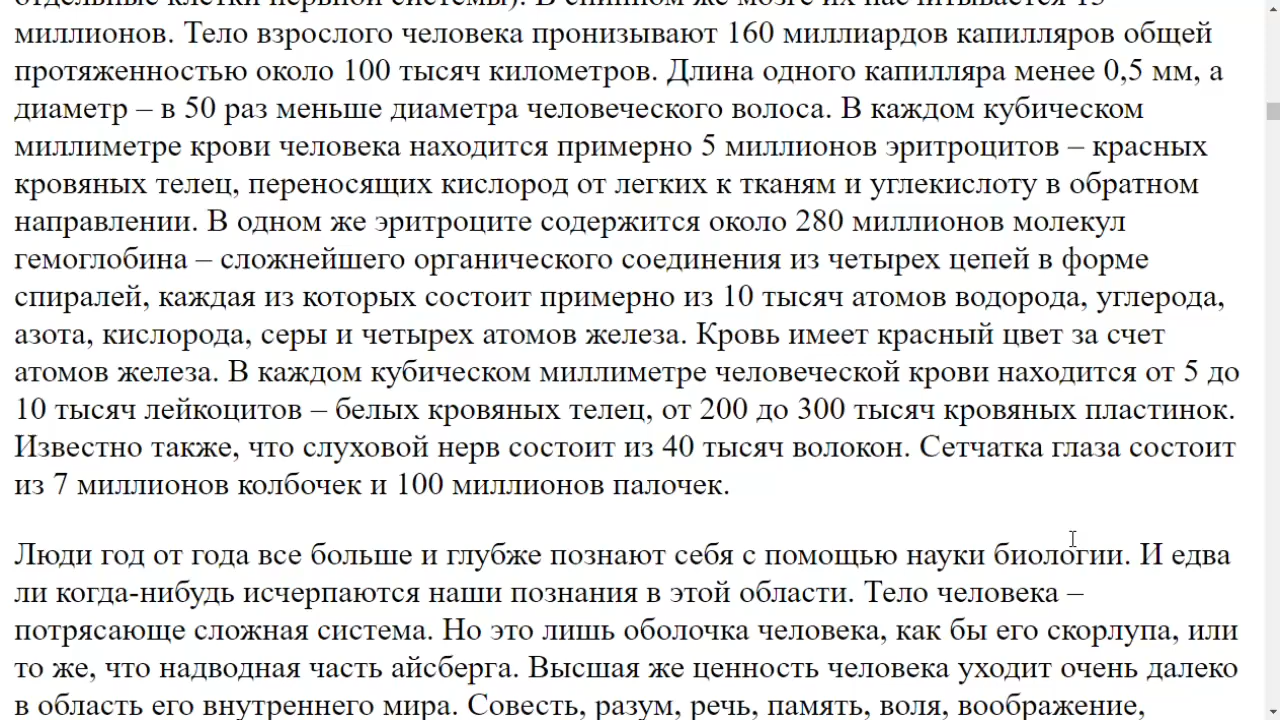 отдельные клетки нервной системы). В спинном же мозге их насчитывается 13
миллионов. Тело взрослого человека пронизывают 160 миллиардов капилляров общей
протяженностью около 100 тысяч километров. Длина одного капилляра менее 0,5 мм, а
диаметр – в 50 раз меньше диаметра человеческого волоса. В каждом кубическом
миллиметре крови человека находится примерно 5 миллионов эритроцитов – красных
кровяных телец, переносящих кислород от легких к тканям и углекислоту в обратном
направлении. В одном же эритроците содержится около 280 миллионов молекул
гемоглобина – сложнейшего органического соединения из четырех цепей в форме
спиралей, каждая из которых состоит примерно из 10 тысяч атомов водорода, углерода,
азота, кислорода, серы и четырех атомов железа. Кровь имеет красный цвет за счет
атомов железа. В каждом кубическом миллиметре человеческой крови находится от 5 до
10 тысяч лейкоцитов – белых кровяных телец, от 200 до 300 тысяч кровяных пластинок.
Известно также, что слуховой нерв состоит из 40 тысяч волокон. Сетчатка глаза состоит
из 7 миллионов колбочек и 100 миллионов палочек.
Люди год от года все больше и глубже познают себя с помощью науки биологии. И едва
ли когда-нибудь исчерпаются наши познания в этой области. Тело человека –
потрясающе сложная система. Но это лишь оболочка человека, как бы его скорлупа, или
то же, что надводная часть айсберга. Высшая же ценность человека уходит очень далеко
в область его внутреннего мира. Совесть, разум, речь, память, воля, воображение,